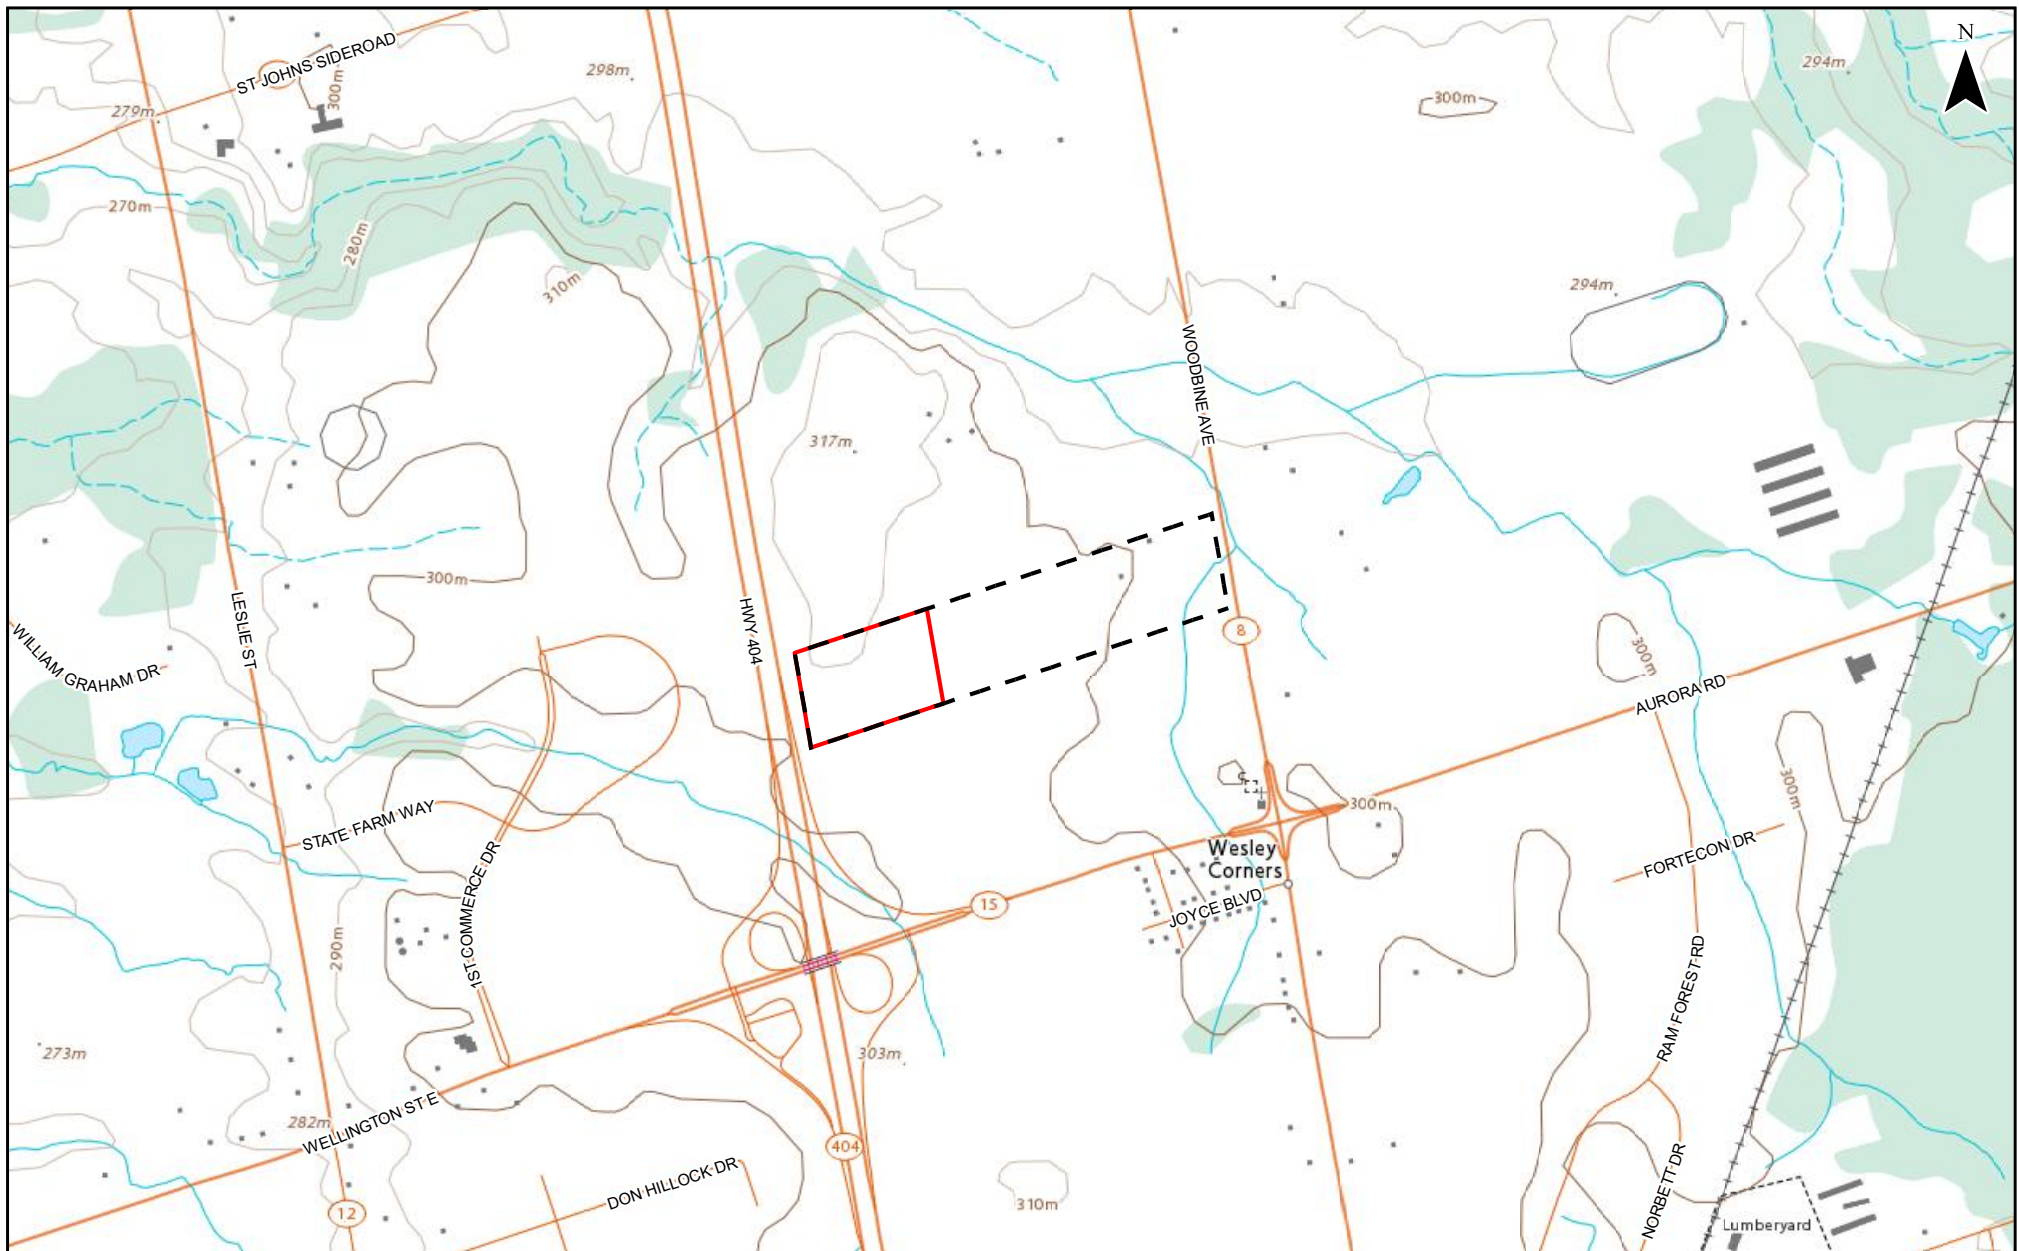 N
ST JOHNS SIDEROAD
300m
298m
294m
300m
279m
270m
280m
310m
294m
WOODBINE AVE
317m
300m
LESLIE ST
HWY 404
8
WILLIAM GRAHAM DR
300m
AURORA RD
STATE FARM WAY
300m
300m
Wesley
Corners
FORTECON DR
1ST COMMERCE DR
JOYCE BLVD
15
290m
RAM FOREST RD
273m
303m
282m
WELLINGTON ST E
404
DON HILLOCK DR
310m
NORBETT DR
12
Lumberyard